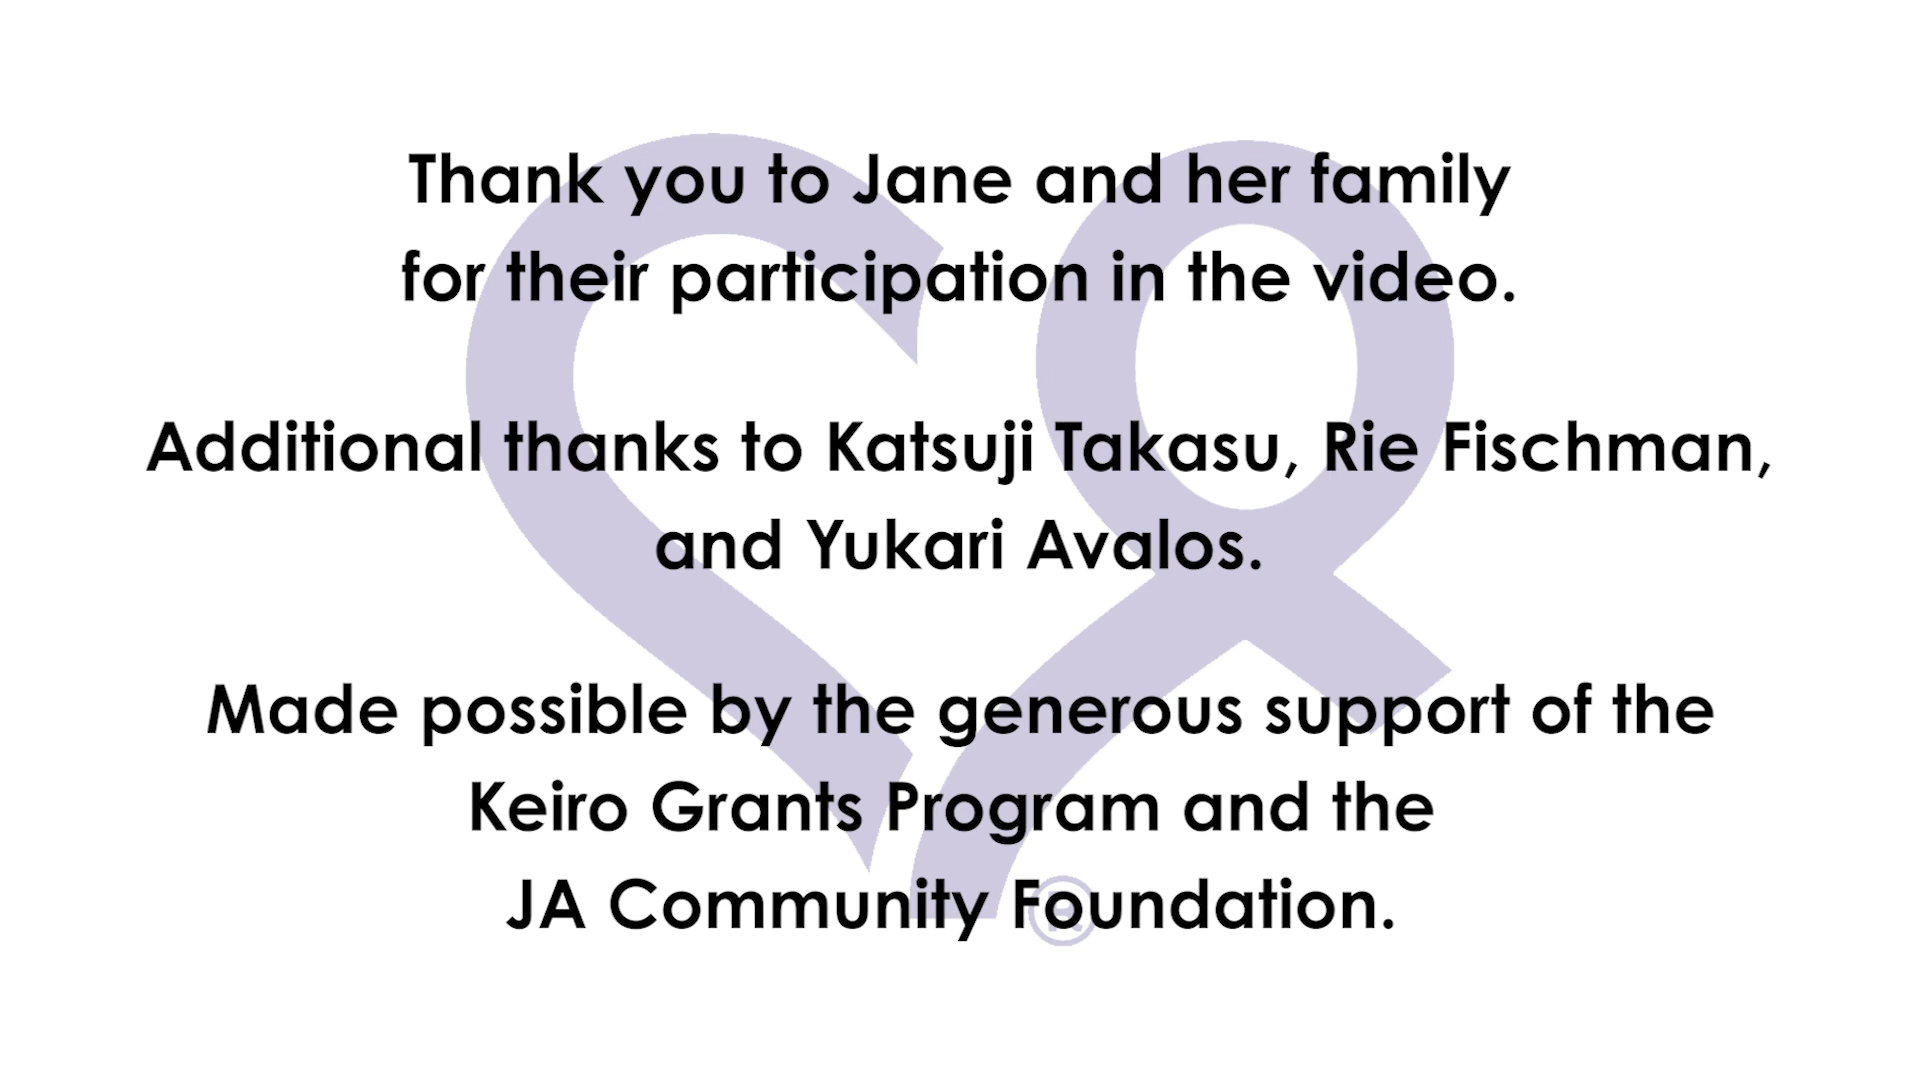 Thank you to Jane and her family
for their participation in the video.
Additional thanks to Katsuji Takasu, Rie Fischman,
and Yukari Avalos.
Made possible by the generous support of the
Keiro Grants Program and the
JA Community Foundation.
®